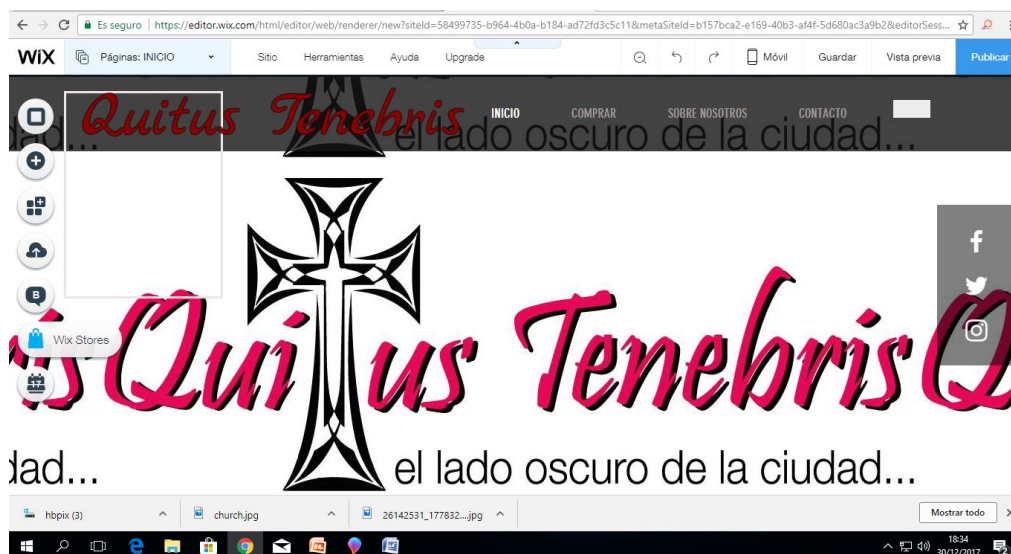 Es seguro | https://editor.wix.com/html/editor/web/renderer/new?siteId=58499735-b964-4b0a-b184-ad72fd3c5c11&metaSiteId=b157bca2-e169-40b3-af4f-5d680ac3a9b2&editorSess...
WiX Páginas: INICIO Sitio Herramientas Ayuda Upgrade Móvil Guardar Vista previa Publicar
Quitus Tenebris INICIO COMPRAR SOBRE NOSOTROS CONTACTO
dad... el lado oscuro de la ciudad...
B
Wix Stores
17
is Quitus Tenebris Q
dad... el lado oscuro de la ciudad...
hbpix (3) church.jpg 26142531_177832....jpg Mostrar todo
18:34
30/12/2017